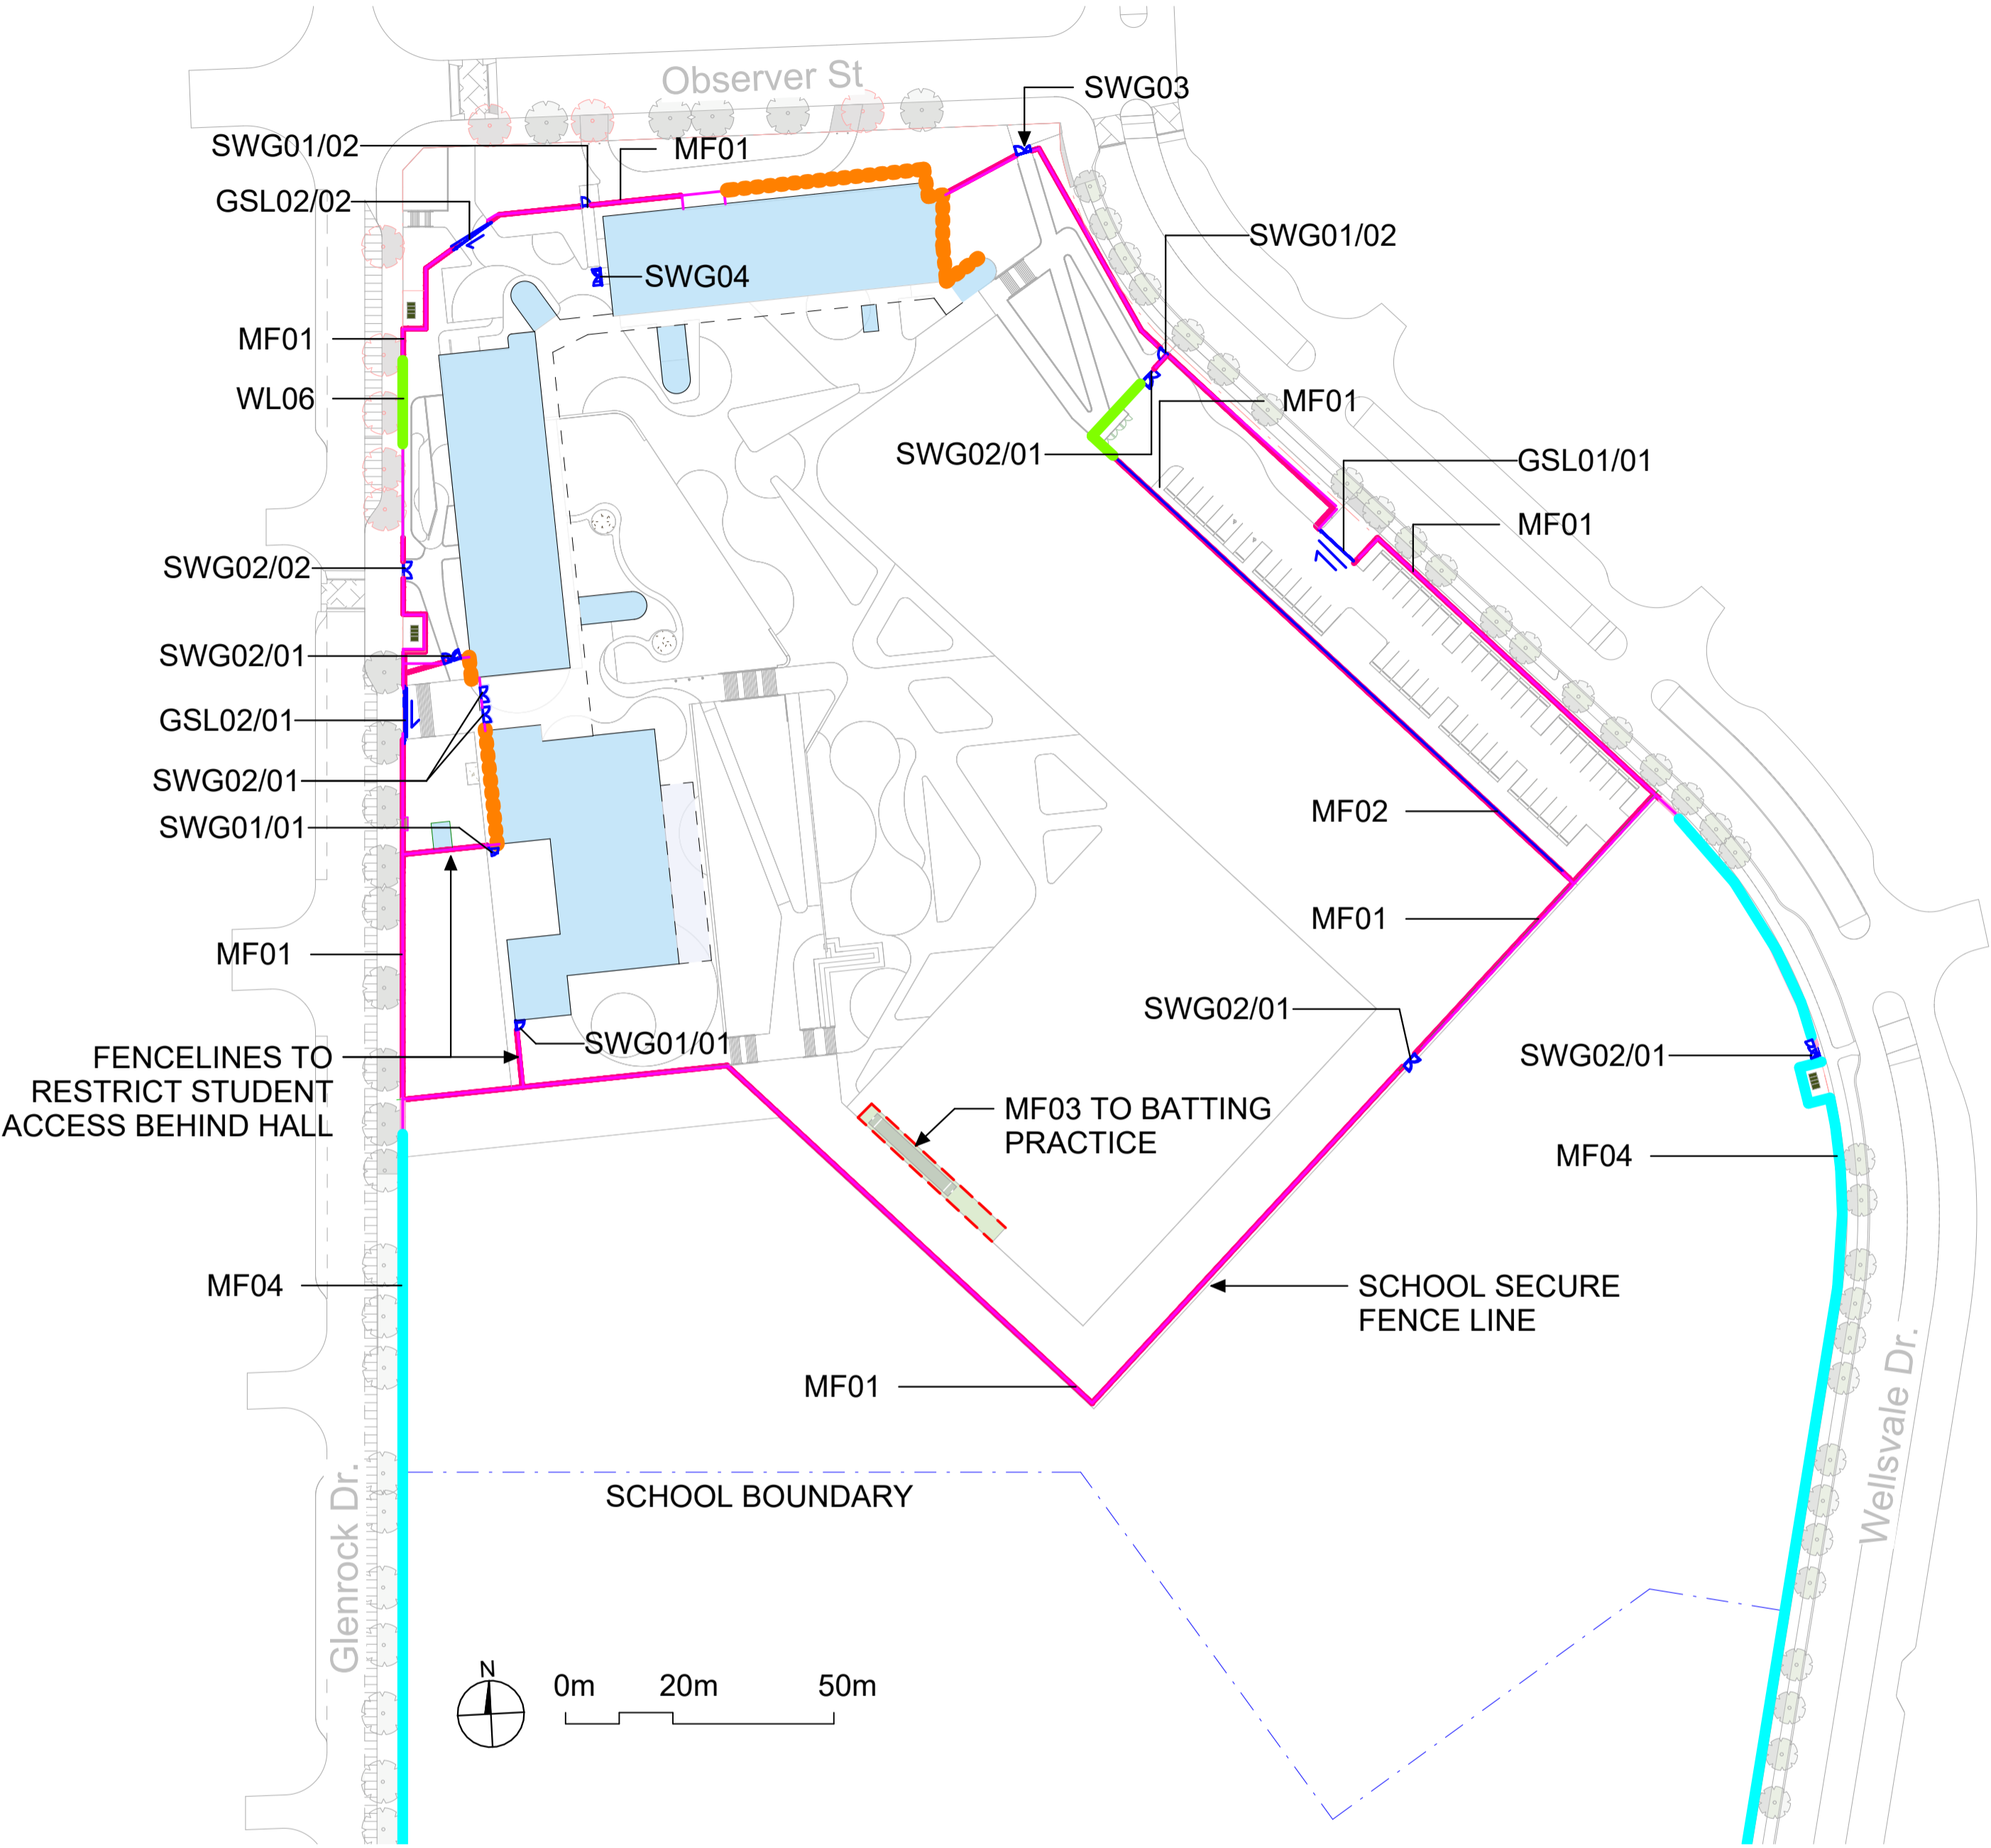 Observer St
SWG03
SWG01/02
MF01
GSL02/02
SWG01/02
SWG04
MF01
WL06
MF01
SWG02/01
GSL01/01
MF01
SWG02/02
SWG02/01
GSL02/01
SWG02/01
MF02
SWG01/01
MF01
MF01
SWG02/01
SWG01/01
SWG02/01
FENCELINES TO
RESTRICT STUDENT
ACCESS BEHIND HALL
MF03 TO BATTING
PRACTICE
MF04
MF04
SCHOOL SECURE
FENCE LINE
MF01
Wellsvale Dr.
SCHOOL BOUNDARY
Glenrock Dr.
N
0m 20m 50m